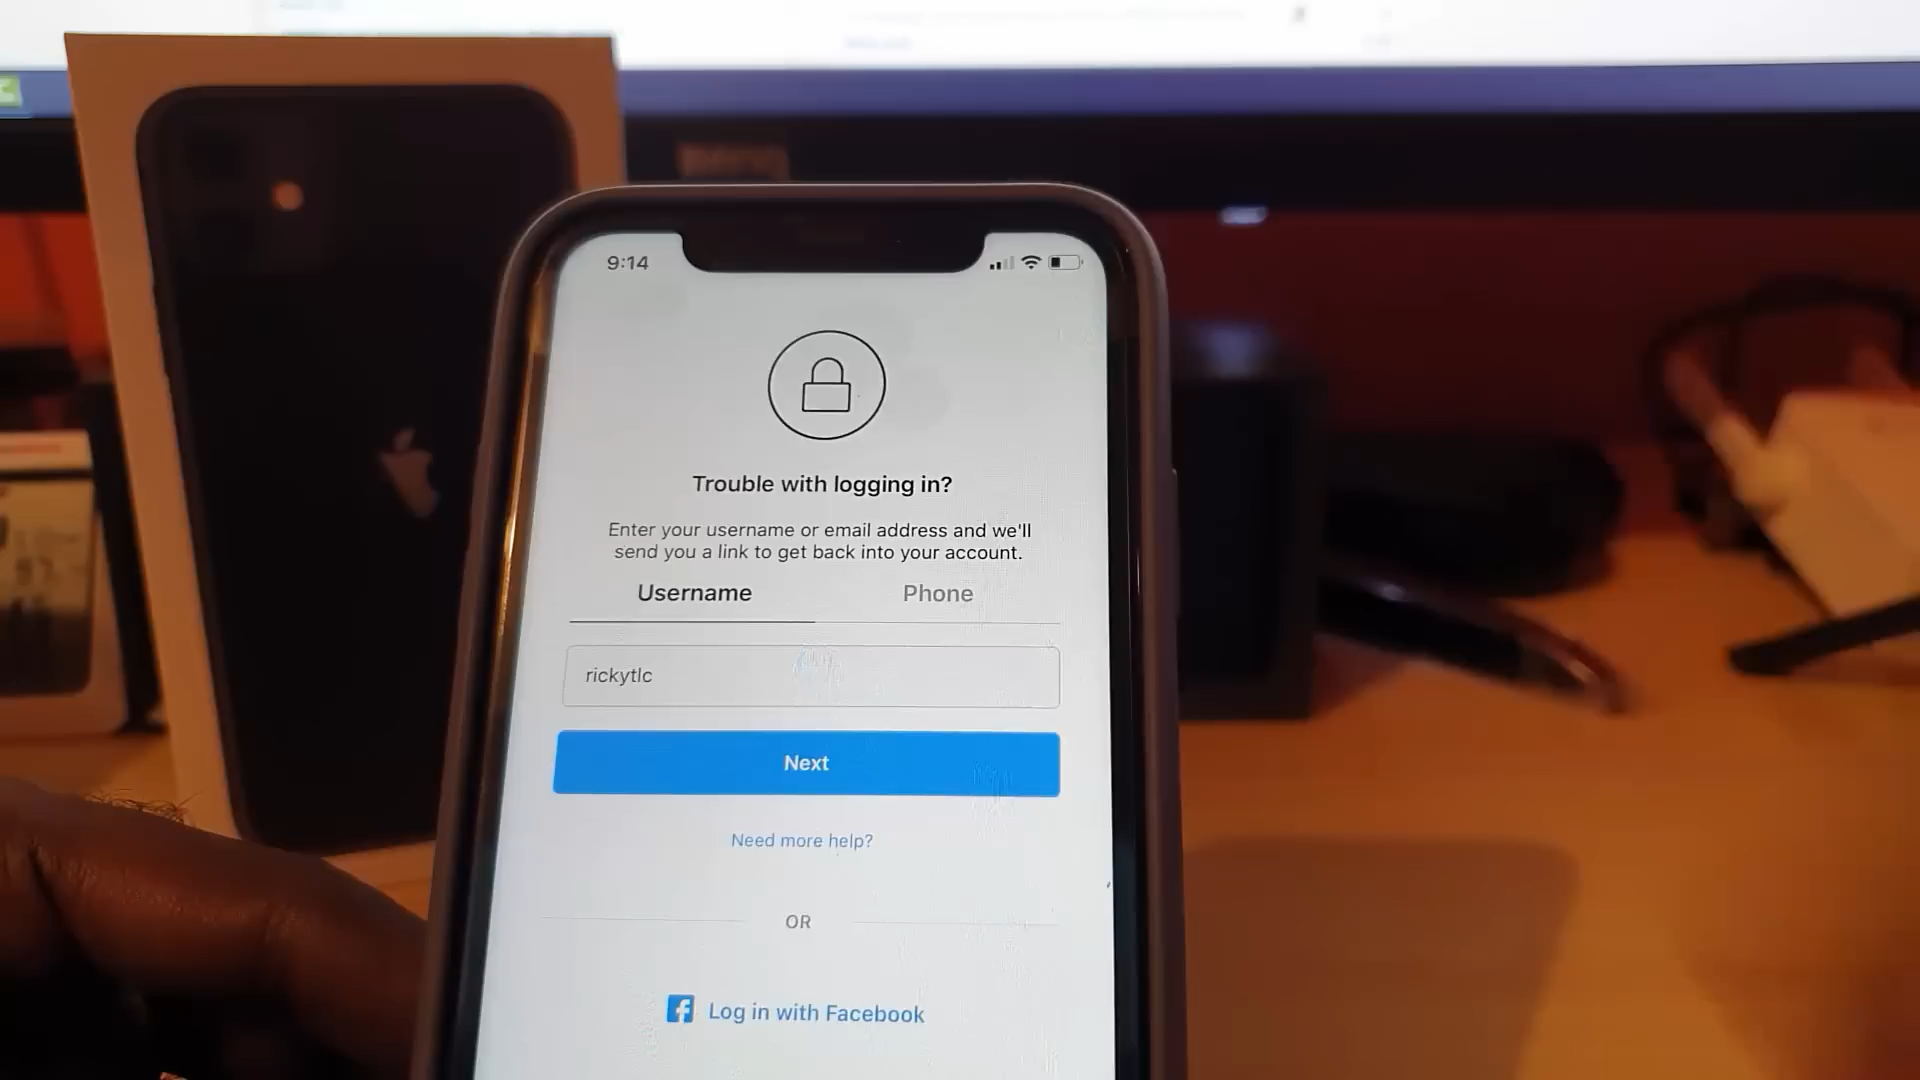 9:14
Trouble with logging in?
Enter your username or email address and we'll
send you a link to get back into your account.
Username
Phone
rickytlc
Next
Need more help?
OR
Log in with Facebook